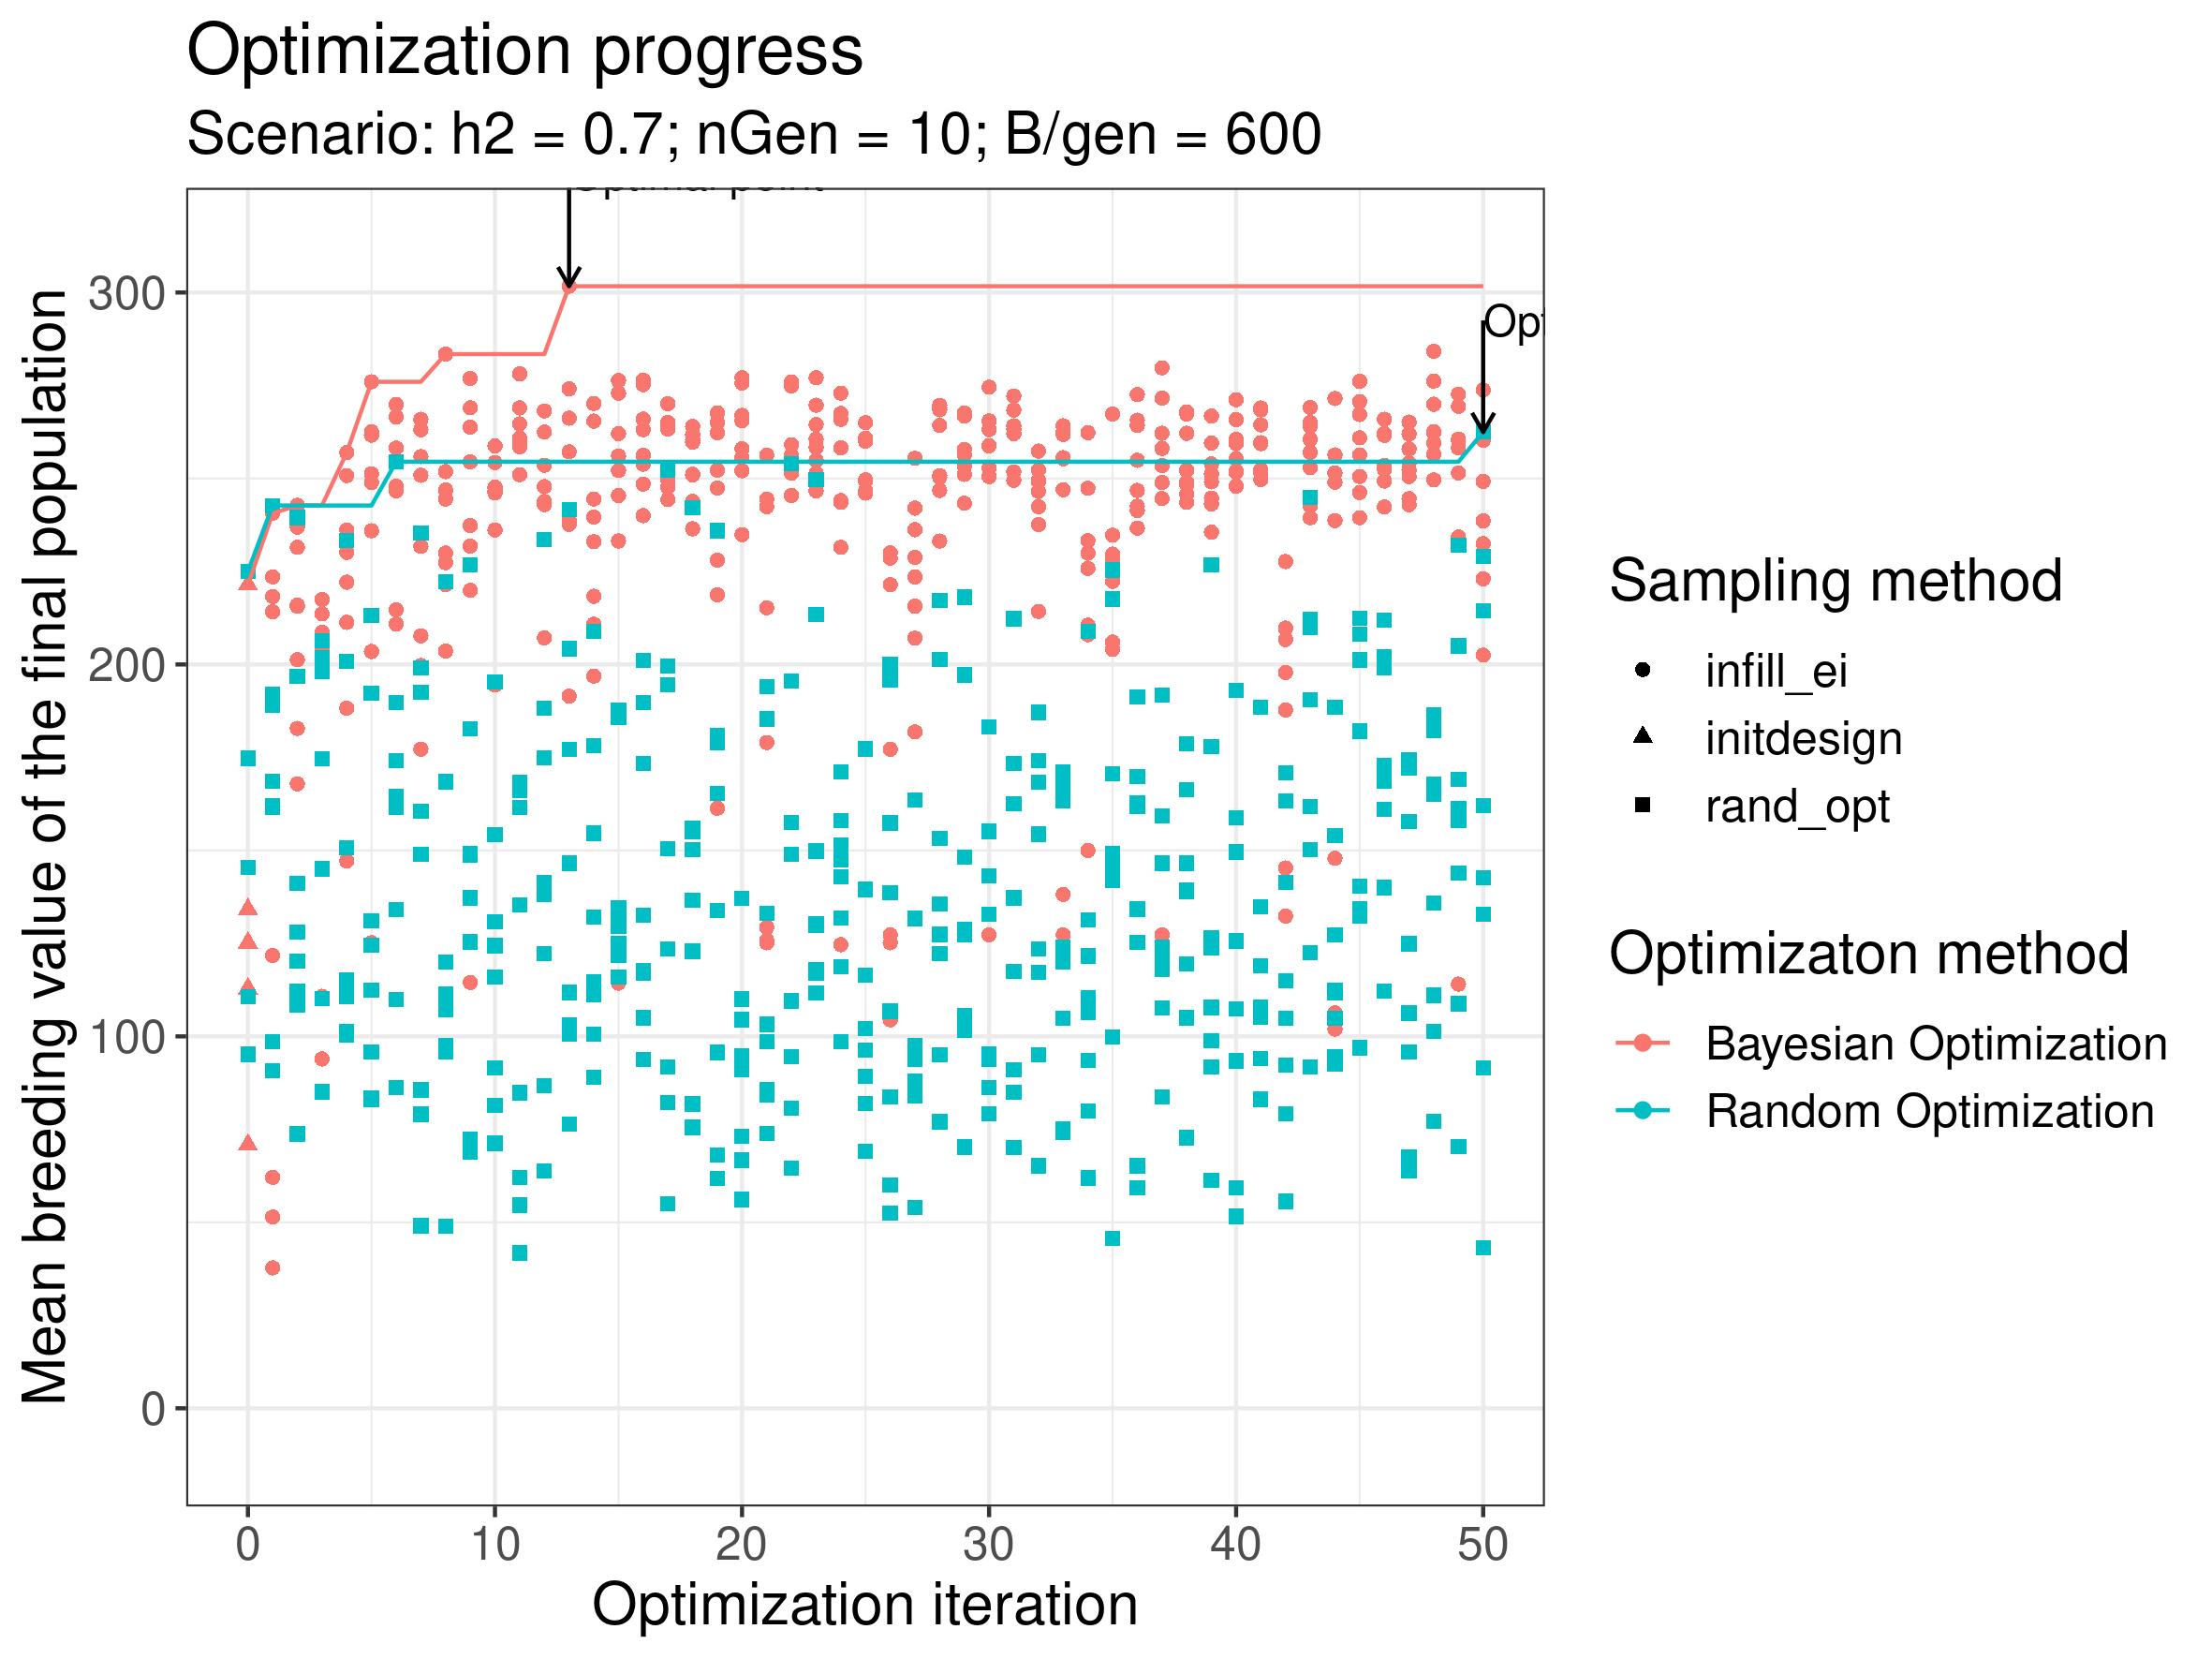 Optimization progress
Scenario: h2 = 0.7; nGen = 10; B/gen = 600
Mean breeding value of the final population
300
200
100
0
Opt
0 10 20 30 40 50
Optimization iteration
Sampling method
infill_ei
initdesign
rand_opt
Optimizaton method
Bayesian Optimization
Random Optimization